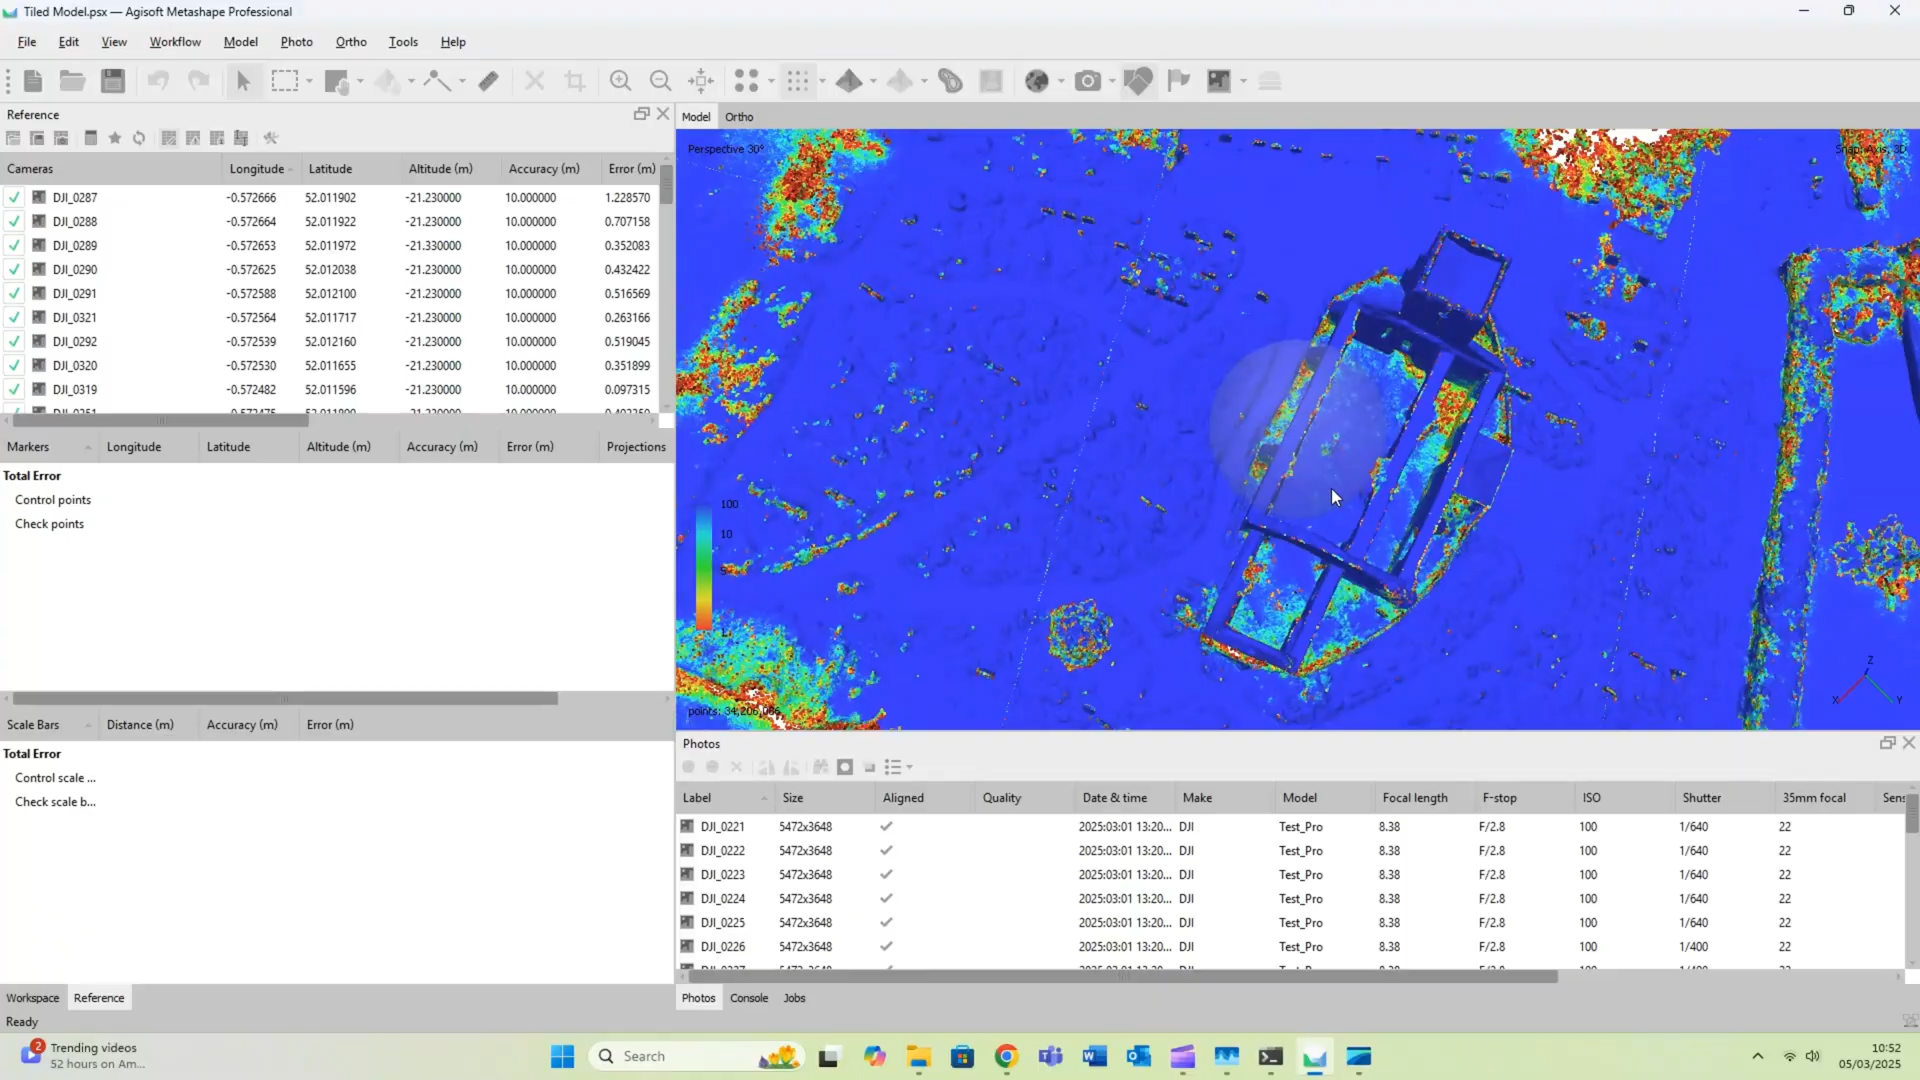 Tiled Model.psx — Agisoft Metashape Professional
File Edit View Workflow Model Photo Ortho Tools Help
Reference
Cameras Longitude Latitude Altitude (m) Accuracy (m) Error (m)
DJI_0287 -0.572666 52.011902 -21.230000 10.000000 1.228570
DJI_0288 -0.572664 52.011922 -21.230000 10.000000 0.707158
DJI_0289 -0.572653 52.011972 -21.330000 10.000000 0.352083
DJI_0290 -0.572625 52.012038 -21.230000 10.000000 0.432422
DJI_0291 -0.572588 52.012100 -21.230000 10.000000 0.516569
DJI_0321 -0.572564 52.011717 -21.230000 10.000000 0.263166
DJI_0292 -0.572539 52.012160 -21.230000 10.000000 0.519045
DJI_0320 -0.572530 52.011655 -21.230000 10.000000 0.351899
DJI_0319 -0.572482 52.011596 -21.230000 10.000000 0.097315
Markers Longitude Latitude Altitude (m) Accuracy (m) Error (m) Projections
Total Error
Control points
Check points
Scale Bars Distance (m) Accuracy (m) Error (m)
Total Error
Control scale ...
Check scale b...
Workspace Reference
Ready
Model Ortho
Perspective 30°
Snap: Axis, 3D
100
10
5
1
points: 34,206,086
Z
X
Y
Photos
Label Size Aligned Quality Date & time Make Model Focal length F-stop ISO Shutter 35mm focal Sens
DJI_0221 5472x3648 2025:03:01 13:20... DJI Test_Pro 8.38 F/2.8 100 1/640 22
DJI_0222 5472x3648 2025:03:01 13:20... DJI Test_Pro 8.38 F/2.8 100 1/640 22
DJI_0223 5472x3648 2025:03:01 13:20... DJI Test_Pro 8.38 F/2.8 100 1/640 22
DJI_0224 5472x3648 2025:03:01 13:20... DJI Test_Pro 8.38 F/2.8 100 1/640 22
DJI_0225 5472x3648 2025:03:01 13:20... DJI Test_Pro 8.38 F/2.8 100 1/640 22
DJI_0226 5472x3648 2025:03:01 13:20... DJI Test_Pro 8.38 F/2.8 100 1/400 22
Photos Console Jobs
2
Trending videos
52 hours on Am...
Search
10:52
05/03/2025